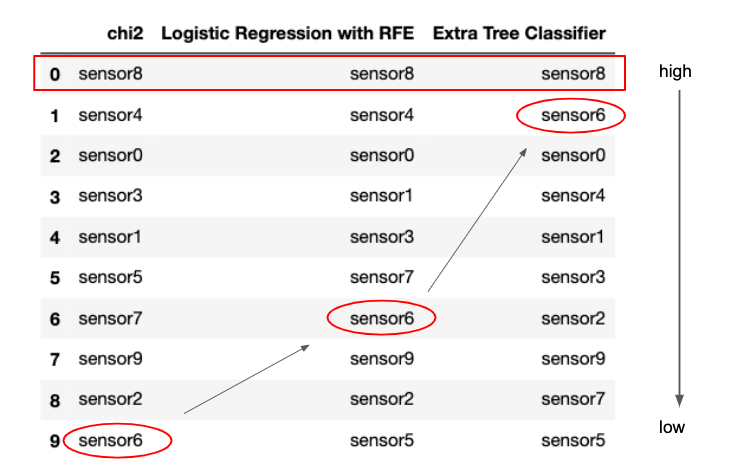 chi2 Logistic Regression with RFE Extra Tree Classifier
0 sensor8 sensor8 sensor8 high
1 sensor4 sensor4 sensor6
2 sensor0 sensor0 sensor0
3 sensor3 sensor1 sensor4
4 sensor1 sensor3 sensor1
5 sensor5 sensor7 sensor3
6 sensor7 sensor6 sensor2
7 sensor9 sensor9 sensor9
8 sensor2 sensor2 sensor7
9 sensor6 sensor5 sensor5 low